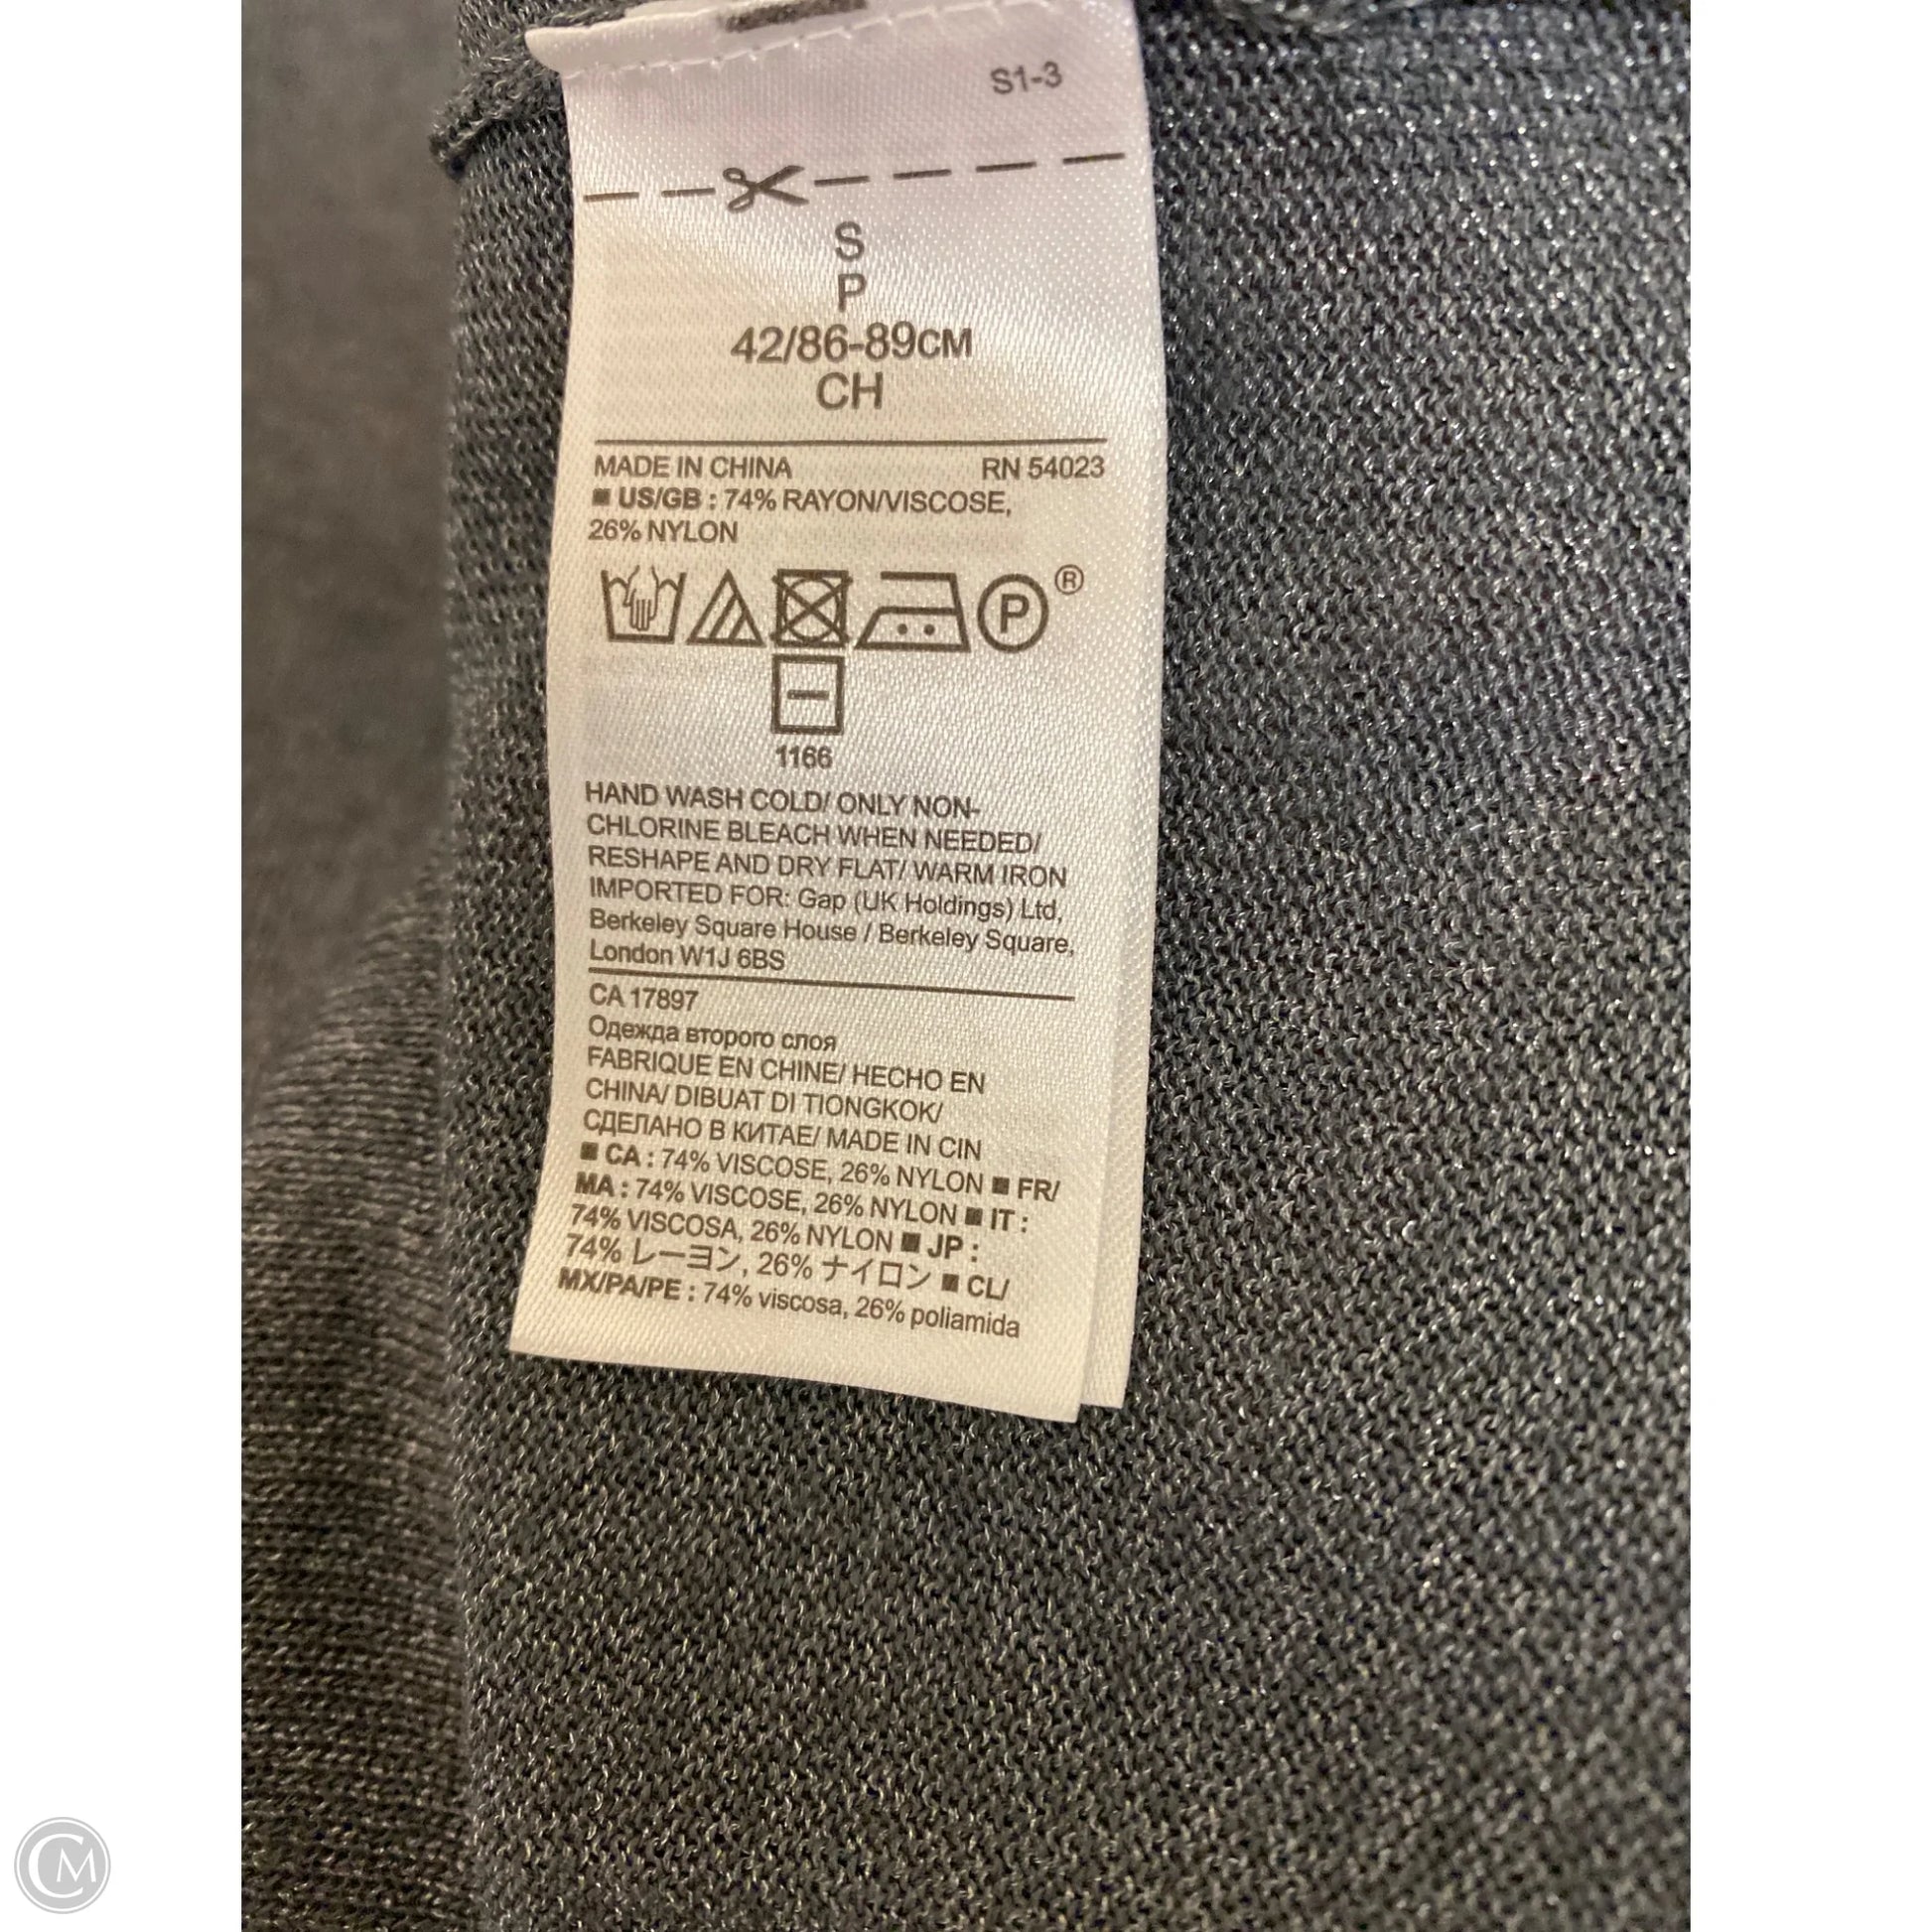 S1-3
S
P
42/86-89CM
CH
MADE IN CHINA RN 54023
■ US/GB : 74% RAYON/VISCOSE,
26% NYLON
P ®
1166
HAND WASH COLD/ ONLY NON-
CHLORINE BLEACH WHEN NEEDED/
RESHAPE AND DRY FLAT/ WARM IRON
IMPORTED FOR: Gap (UK Holdings) Ltd,
Berkeley Square House / Berkeley Square,
London W1J 6BS
CA 17897
Одежда второго слоя
FABRIQUE EN CHINE/ HECHO EN
CHINA/ DIBUAT DI TIONGKOK/
СДЕЛАНО В КИТАЕ/ MADE IN CIN
■ CA : 74% VISCOSE, 26% NYLON ■ FR/
MA : 74% VISCOSE, 26% NYLON ■ IT :
74% VISCOSA, 26% NYLON ■ JP :
74% レーヨン, 26% ナイロン ■ CL/
MX/PA/PE : 74% viscosa, 26% poliamida
CM